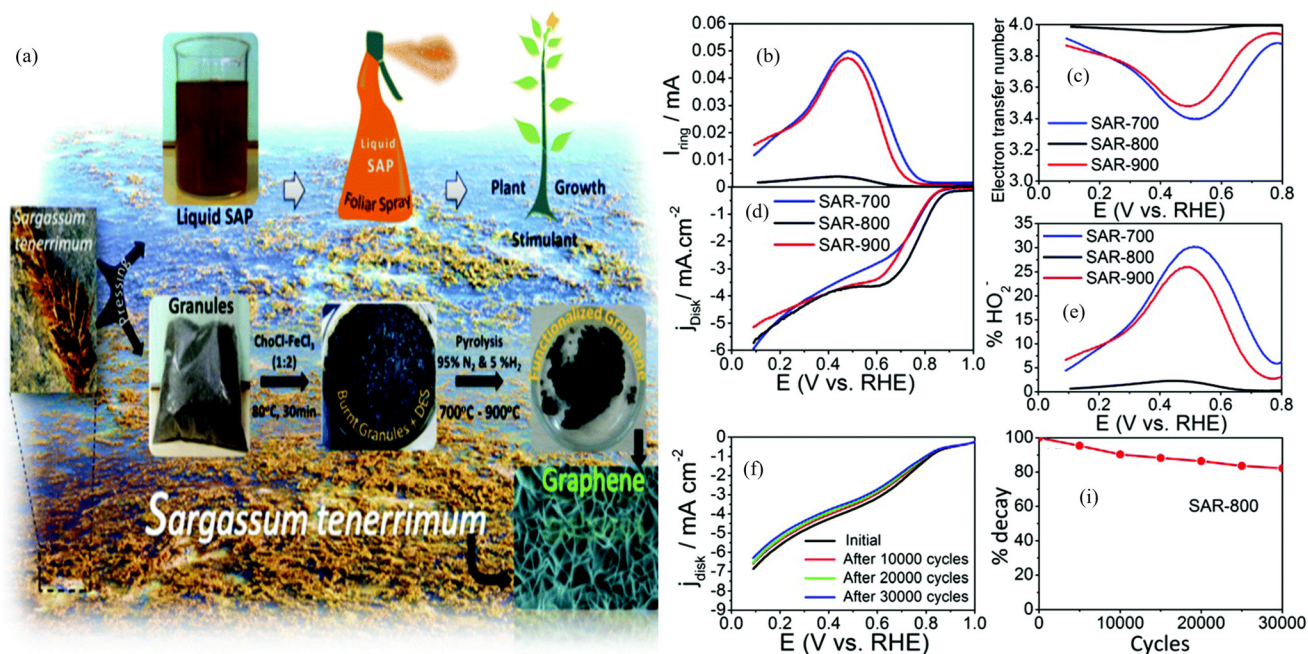 (a)
Liquid SAP
Liquid
SAP
Foliar Spray
Plant Growth
Stimulant
Sargassum
tenerrimum
Pressing
Granules
ChoCl-FeCl3
(1:2)
80°C, 30min
Burnt Granules + DES
Pyrolysis
95% N2 & 5 %H2
700°C - 900°C
Functionalized Graphene
Graphene
Sargassum tenerrimum
(b)
I ring / mA
0.05
0.04
0.03
0.02
0.01
0
(d)
SAR-700
SAR-800
SAR-900
j Disk / mA.cm-2
-1
-2
-3
-4
-5
-6
0.0 0.2 0.4 0.6 0.8 1.0
E (V vs. RHE)
(c)
Electron transfer number
4.0
3.8
3.6
3.4
3.2
3.0
SAR-700
SAR-800
SAR-900
0.0 0.2 0.4 0.6 0.8
E (V vs. RHE)
(e)
% HO2-
35
30
25
20
15
10
5
0
SAR-700
SAR-800
SAR-900
0.0 0.2 0.4 0.6 0.8
E (V vs. RHE)
(f)
j disk / mA cm-2
0
-1
-2
-3
-4
-5
-6
-7
-8
-9
Initial
After 10000 cycles
After 20000 cycles
After 30000 cycles
0.0 0.2 0.4 0.6 0.8 1.0
E (V vs. RHE)
(i)
% decay
100
80
60
40
20
0
SAR-800
0 10000 20000 30000
Cycles